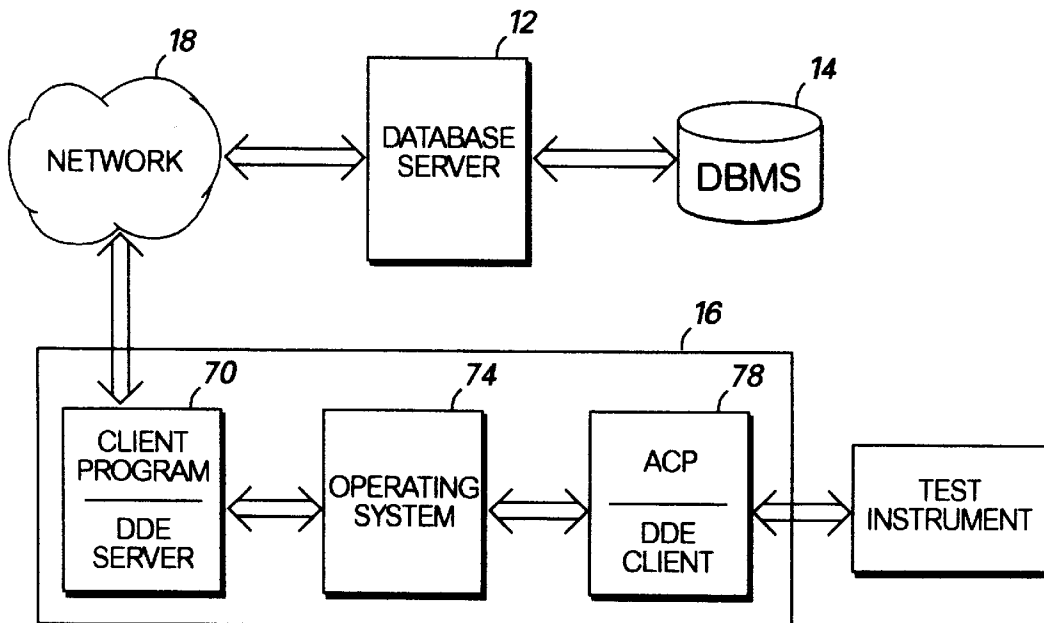 18
12
14
NETWORK
DATABASE
SERVER
DBMS
16
70
74
78
CLIENT
PROGRAM
DDE
SERVER
OPERATING
SYSTEM
ACP
DDE
CLIENT
TEST
INSTRUMENT